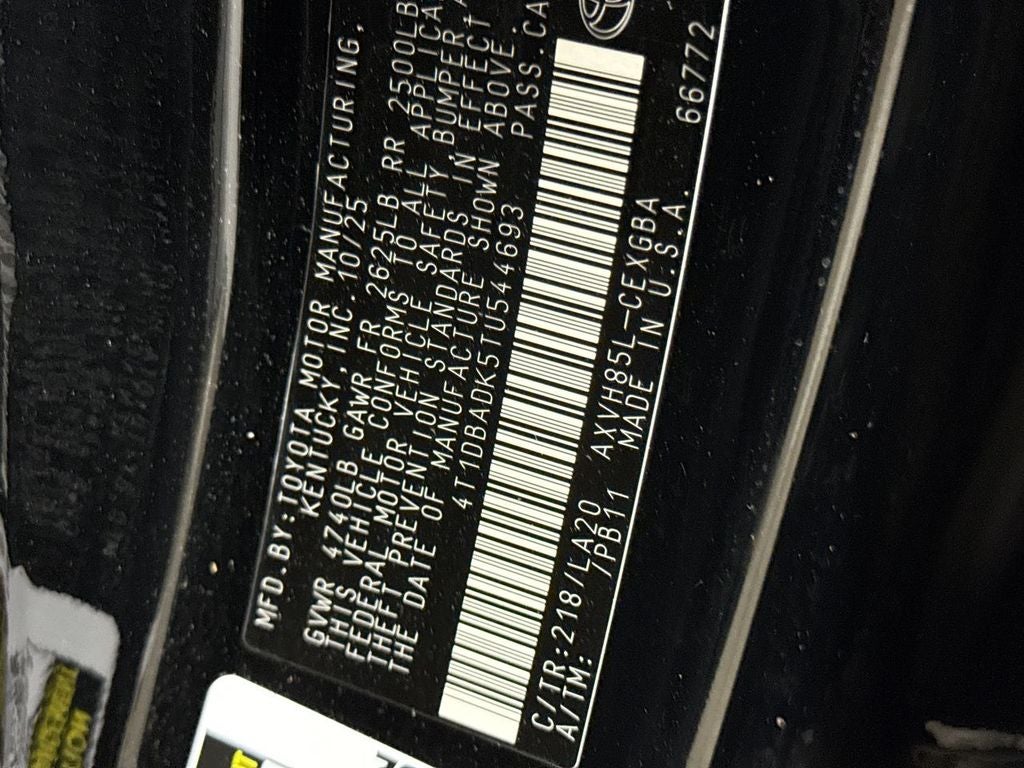 MFD.BY:TOYOTA MOTOR MANUFACTURING,
KENTUCKY,INC. 10/25
GVWR 4740LB GAWR FR 2625LB RR 2500LB
THIS VEHICLE CONFORMS TO ALL APPLICA
FEDERAL MOTOR VEHICLE SAFETY,BUMPER,A
THEFT PREVENTION STANDARDS IN EFFECT
THE DATE OF MANUFACTURE SHOWN ABOVE.
4T1DBADK5TU544693 PASS.CA
C/TR:218/LA20 AXVH85L-CEXGBA
A/TM: 7PB11 MADE IN U.S.A. 66772